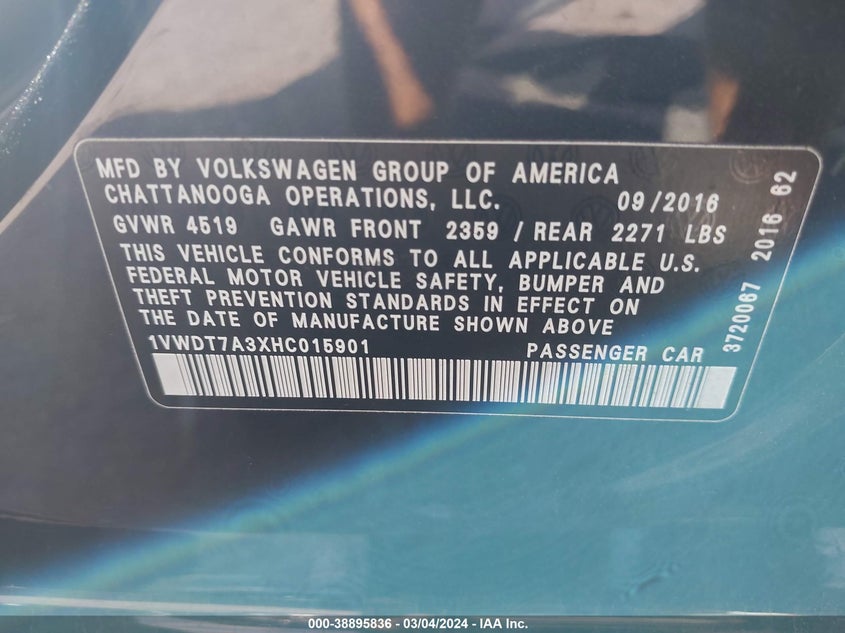 MFD BY VOLKSWAGEN GROUP OF AMERICA
CHATTANOOGA OPERATIONS, LLC. 09/2016
GVWR 4519 GAWR FRONT 2359 / REAR 2271 LBS
THIS VEHICLE CONFORMS TO ALL APPLICABLE U.S.
FEDERAL MOTOR VEHICLE SAFETY, BUMPER AND
THEFT PREVENTION STANDARDS IN EFFECT ON
THE DATE OF MANUFACTURE SHOWN ABOVE
1VWDT7A3XHC015901 PASSENGER CAR
3720067 2016 62
000-38895836 - 03/04/2024 - IAA Inc.